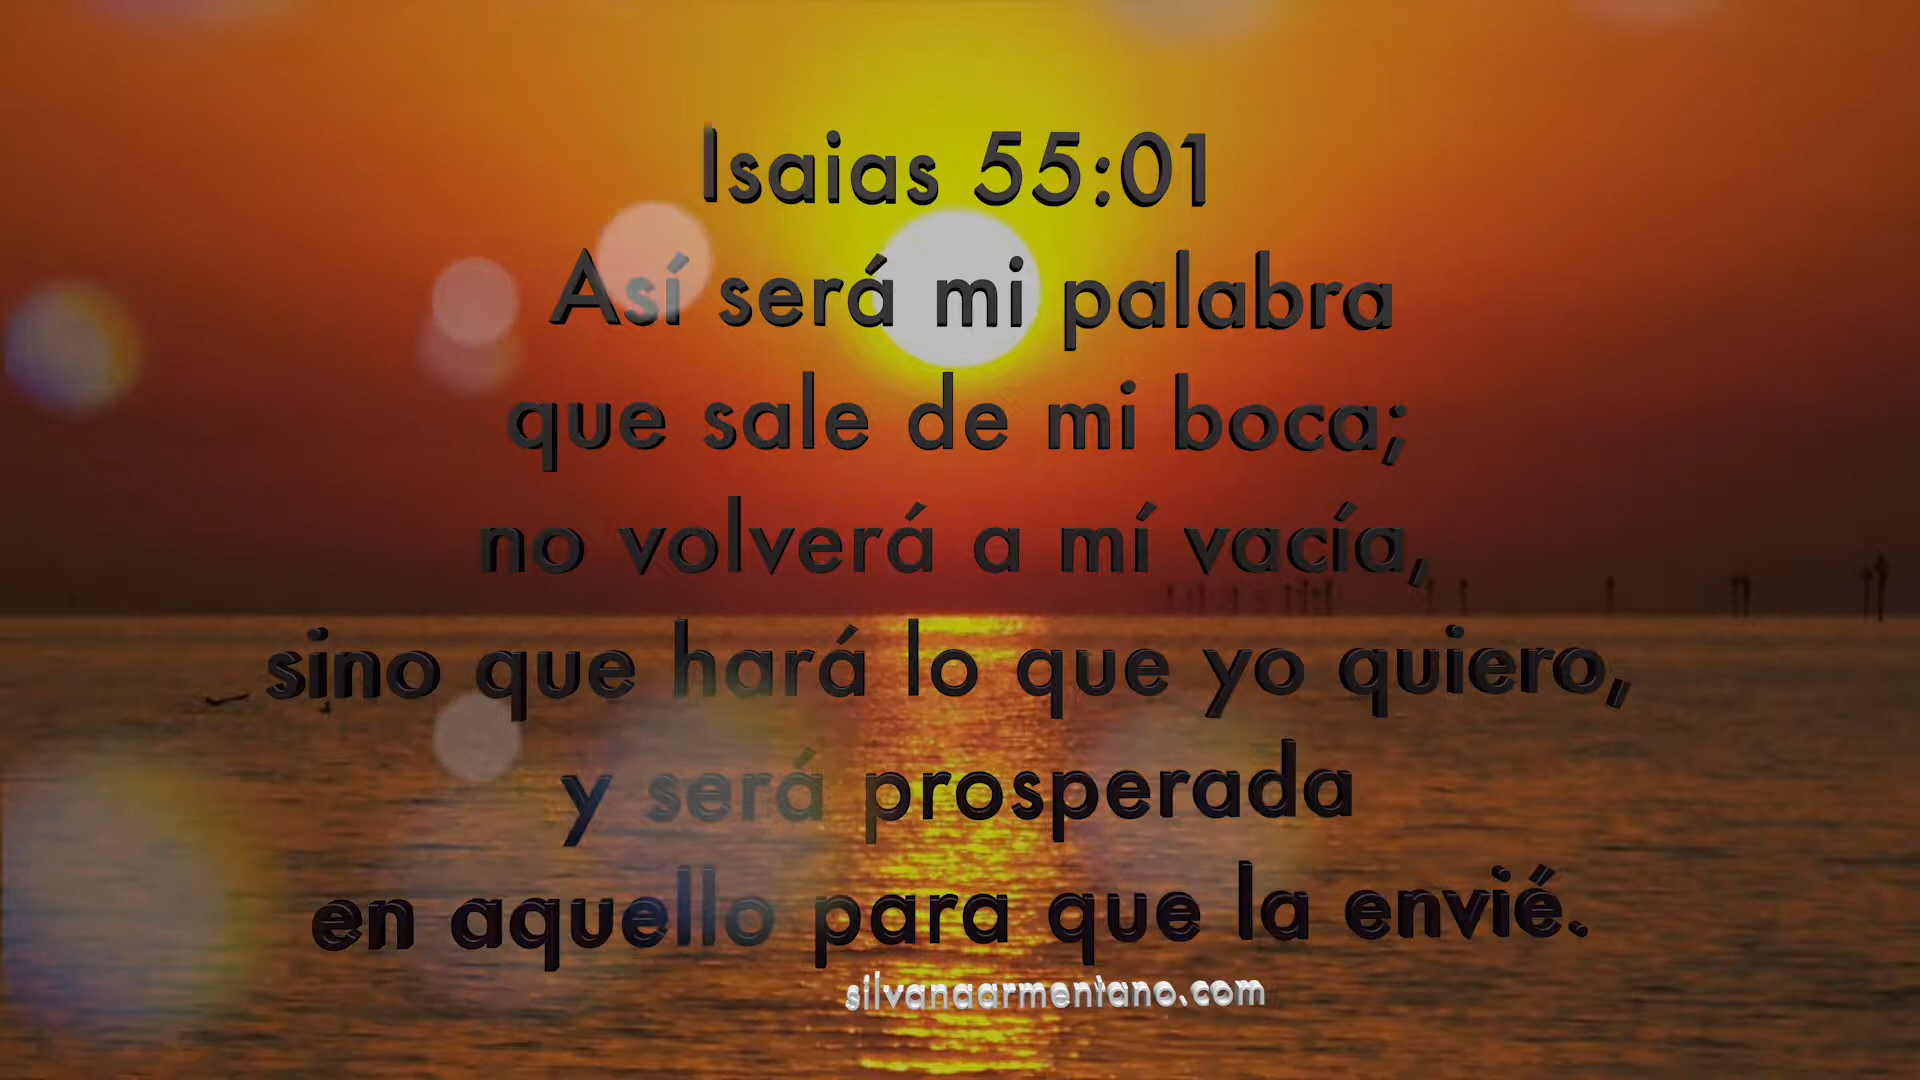 Isaias 55:01
Así será mi palabra
que sale de mi boca;
no volverá a mí vacía,
sino que hará lo que yo quiero,
y será prosperada
en aquello para que la envié.
silvanaarmentano.com